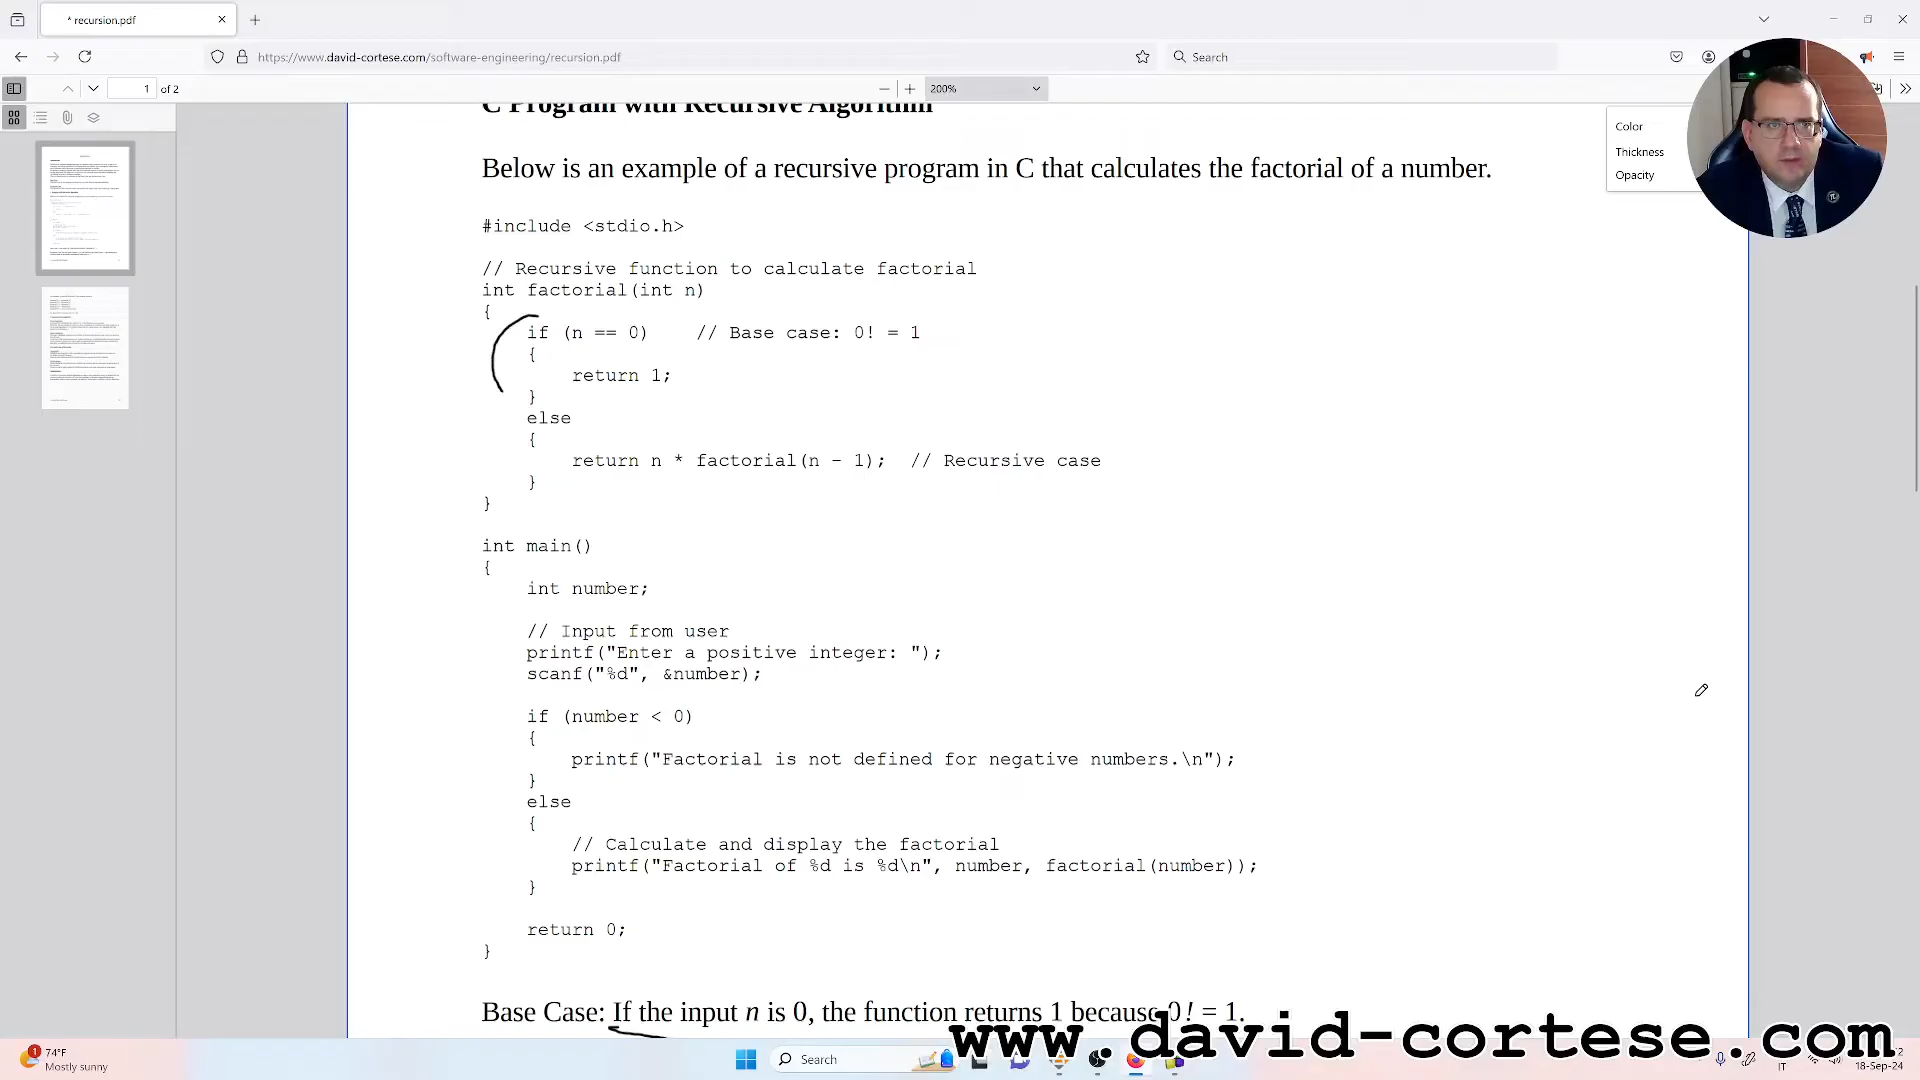 * recursion.pdf
https://www.david-cortese.com/software-engineering/recursion.pdf
Search
1 of 2
200%
Color
Thickness
Opacity
C Program with Recursive Algorithm
Below is an example of a recursive program in C that calculates the factorial of a number.
#include <stdio.h>
// Recursive function to calculate factorial
int factorial(int n)
{
if (n == 0) // Base case: 0! = 1
{
return 1;
}
else
{
return n * factorial(n - 1); // Recursive case
}
}
int main()
{
int number;
// Input from user
printf("Enter a positive integer: ");
scanf("%d", &number);
if (number < 0)
{
printf("Factorial is not defined for negative numbers.\n");
}
else
{
// Calculate and display the factorial
printf("Factorial of %d is %d\n", number, factorial(number));
}
return 0;
}
Base Case: If the input n is 0, the function returns 1 because 0! = 1.
www.david-cortese.com
1
74°F
Mostly sunny
Search
IT
18-Sep-24